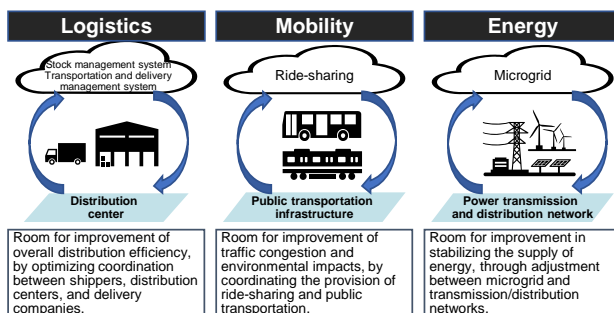 Logistics
Stock management system
Transportation and delivery
management system
Distribution
center
Room for improvement of
overall distribution efficiency,
by optimizing coordination
between shippers, distribution
centers, and delivery
companies.
Mobility
Ride-sharing
Public transportation
infrastructure
Room for improvement of
traffic congestion and
environmental impacts, by
coordinating the provision of
ride-sharing and public
transportation.
Energy
Microgrid
Power transmission
and distribution network
Room for improvement in
stabilizing the supply of
energy, through adjustment
between microgrid and
transmission/distribution
networks.